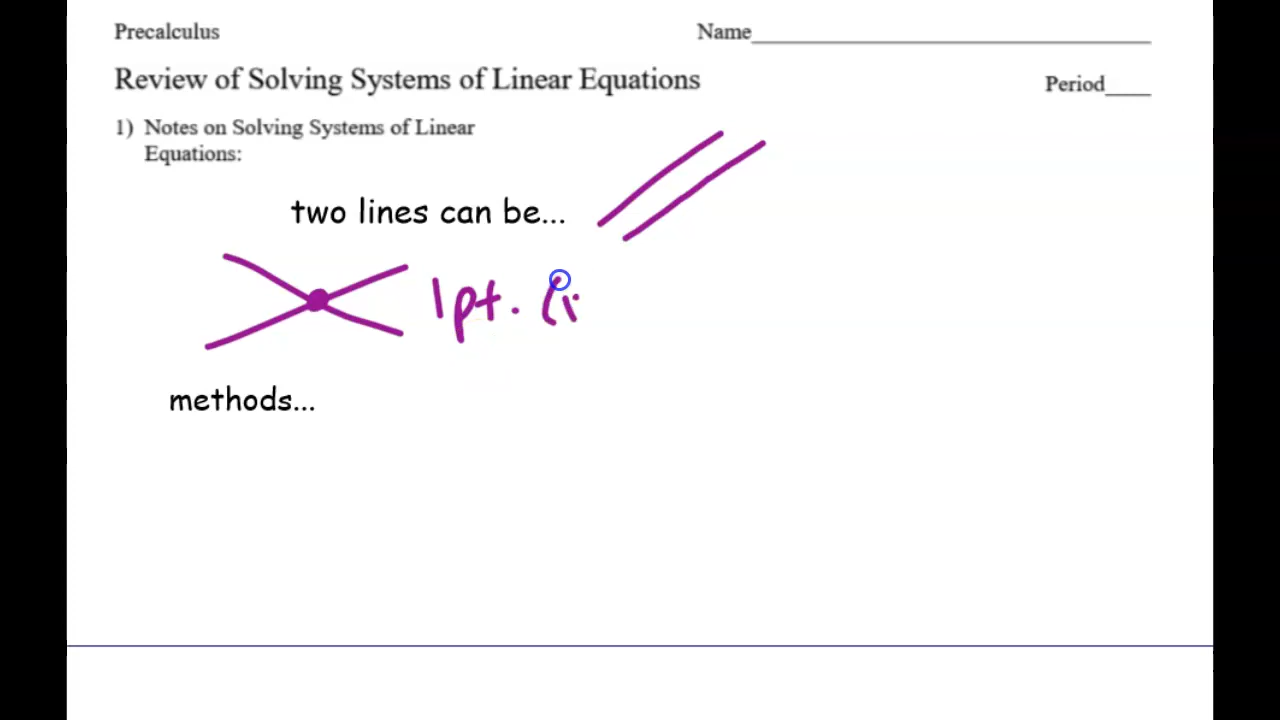 Precalculus
Name
Review of Solving Systems of Linear Equations
Period
1) Notes on Solving Systems of Linear
Equations:
two lines can be...
1pt.
methods...